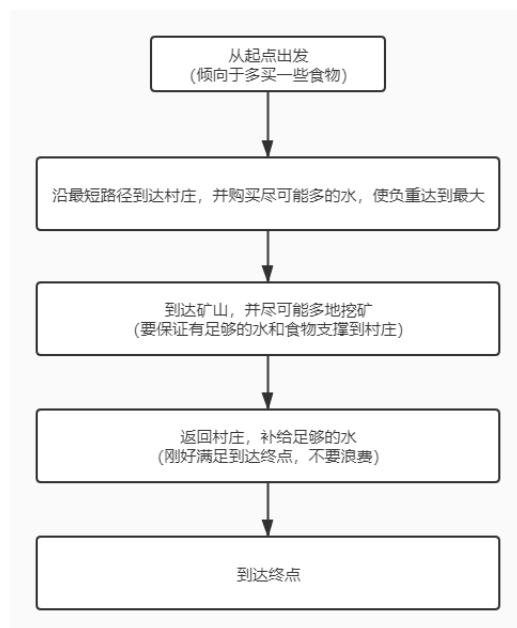 从起点出发
(倾向于多买一些食物)
沿最短路径到达村庄，并购买尽可能多的水，使负重达到最大
到达矿山，并尽可能多地挖矿
(要保证有足够的水和食物支撑到村庄)
返回村庄，补给足够的水
(刚好满足到达终点，不要浪费)
到达终点